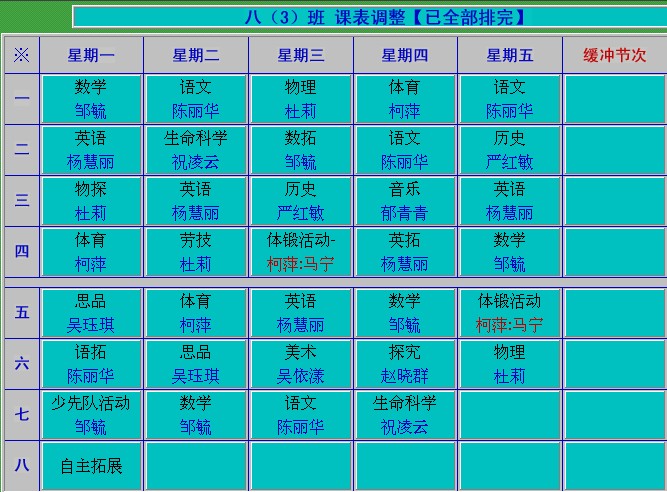 八（3）班 课表调整【已全部排完】
※ 星期一 星期二 星期三 星期四 星期五 缓冲节次
一 数学 语文 物理 体育 语文
邹毓 陈丽华 杜莉 柯萍 陈丽华
二 英语 生命科学 数拓 语文 历史
杨慧丽 祝凌云 邹毓 陈丽华 严红敏
三 物探 英语 历史 音乐 英语
杜莉 杨慧丽 严红敏 郁青青 杨慧丽
四 体育 劳技 体锻活动- 英拓 数学
柯萍 杜莉 柯萍:马宁 杨慧丽 邹毓
五 思品 体育 英语 数学 体锻活动
吴珏琪 柯萍 杨慧丽 邹毓 柯萍:马宁
六 语拓 思品 美术 探究 物理
陈丽华 吴珏琪 吴依漾 赵晓群 杜莉
七 少先队活动 数学 语文 生命科学
邹毓 邹毓 陈丽华 祝凌云
八 自主拓展